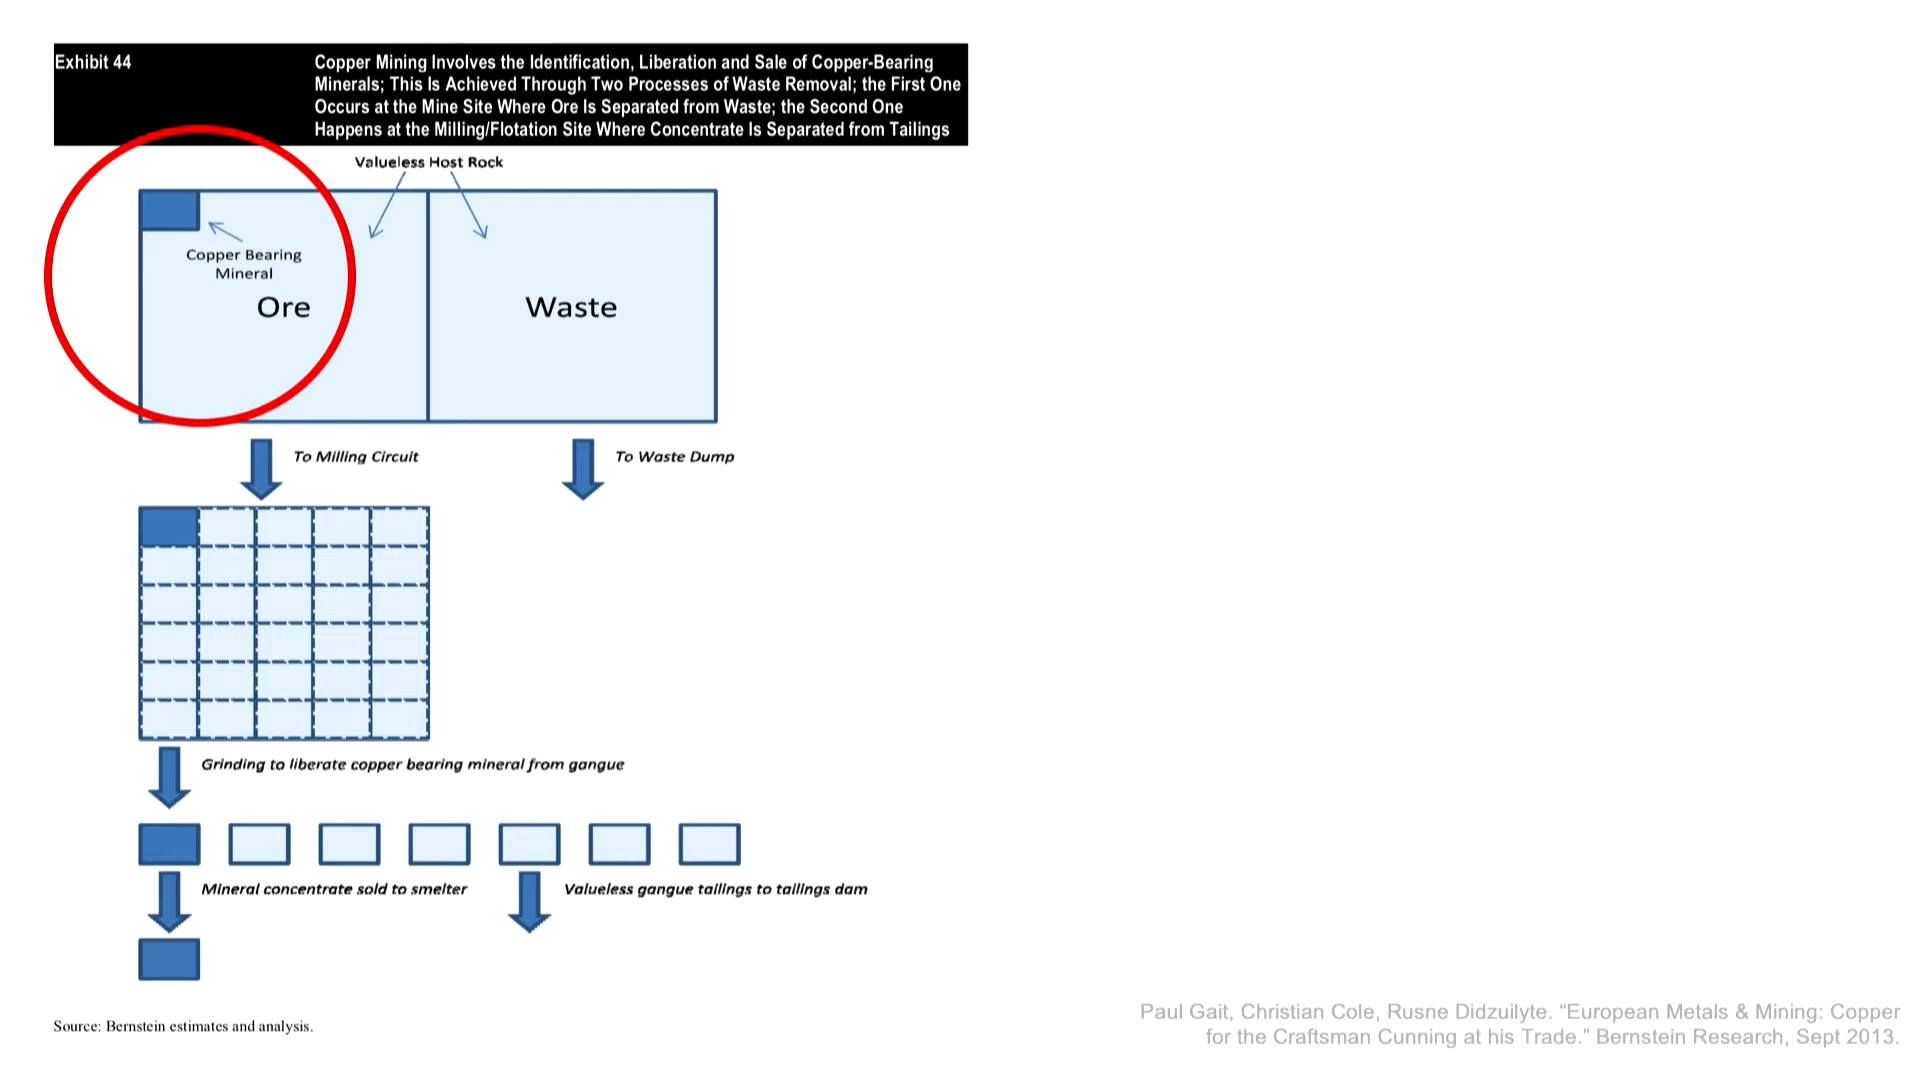 Exhibit 44
Copper Mining Involves the Identification, Liberation and Sale of Copper-Bearing
Minerals; This Is Achieved Through Two Processes of Waste Removal; the First One
Occurs at the Mine Site Where Ore Is Separated from Waste; the Second One
Happens at the Milling/Flotation Site Where Concentrate Is Separated from Tailings
Valueless Host Rock
Copper Bearing
Mineral
Ore
Waste
To Milling Circuit
To Waste Dump
Grinding to liberate copper bearing mineral from gangue
Mineral concentrate sold to smelter
Valueless gangue tailings to tailings dam
Source: Bernstein estimates and analysis.
Paul Gait, Christian Cole, Rusne Didzuilyte. “European Metals & Mining: Copper
for the Craftsman Cunning at his Trade.” Bernstein Research, Sept 2013.